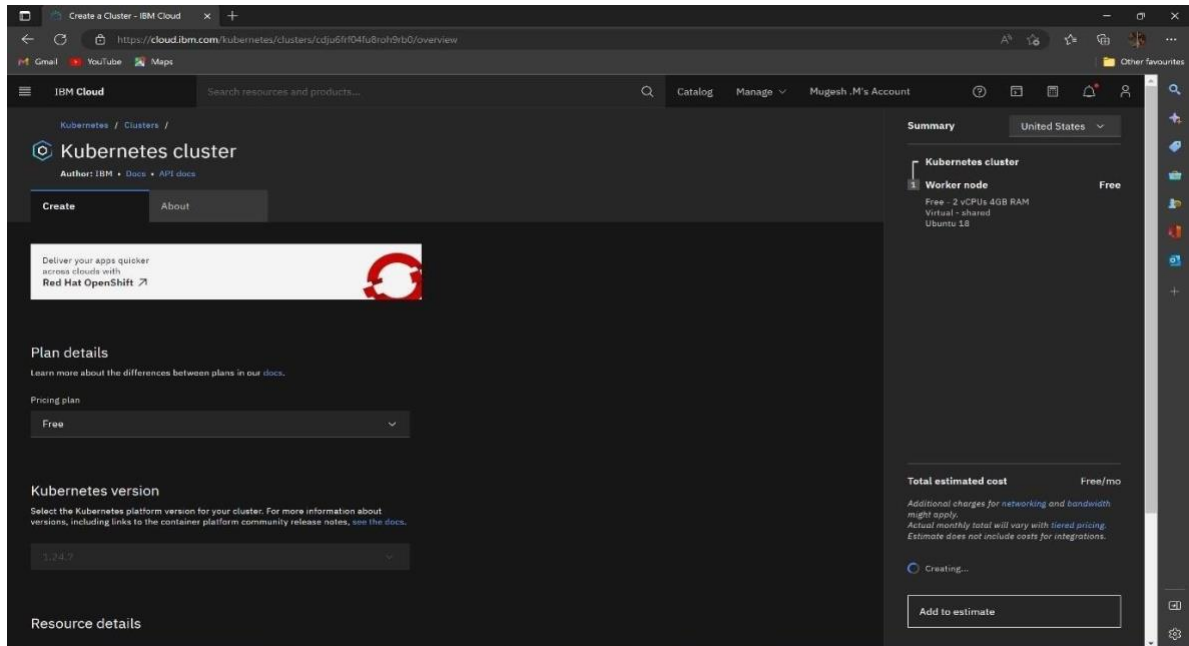 Create a Cluster - IBM Cloud
https://cloud.ibm.com/kubernetes/clusters/cdju6frf04fu8roh9rb0/overview
Gmail YouTube Maps Other favourites
IBM Cloud Search resources and products... Catalog Manage Mugesh .M's Account
Kubernetes / Clusters /
Kubernetes cluster
Author: IBM • Docs • API docs
Create About
Deliver your apps quicker
across clouds with
Red Hat OpenShift
Plan details
Learn more about the differences between plans in our docs.
Pricing plan
Free
Kubernetes version
Select the Kubernetes platform version for your cluster. For more information about
versions, including links to the container platform community release notes, see the docs.
1.24.7
Resource details
Summary United States
Kubernetes cluster
1 Worker node Free
Free - 2 vCPUs 4GB RAM
Virtual - shared
Ubuntu 18
Total estimated cost Free/mo
Additional charges for networking and bandwidth
might apply.
Actual monthly total will vary with tiered pricing.
Estimate does not include costs for integrations.
Creating...
Add to estimate